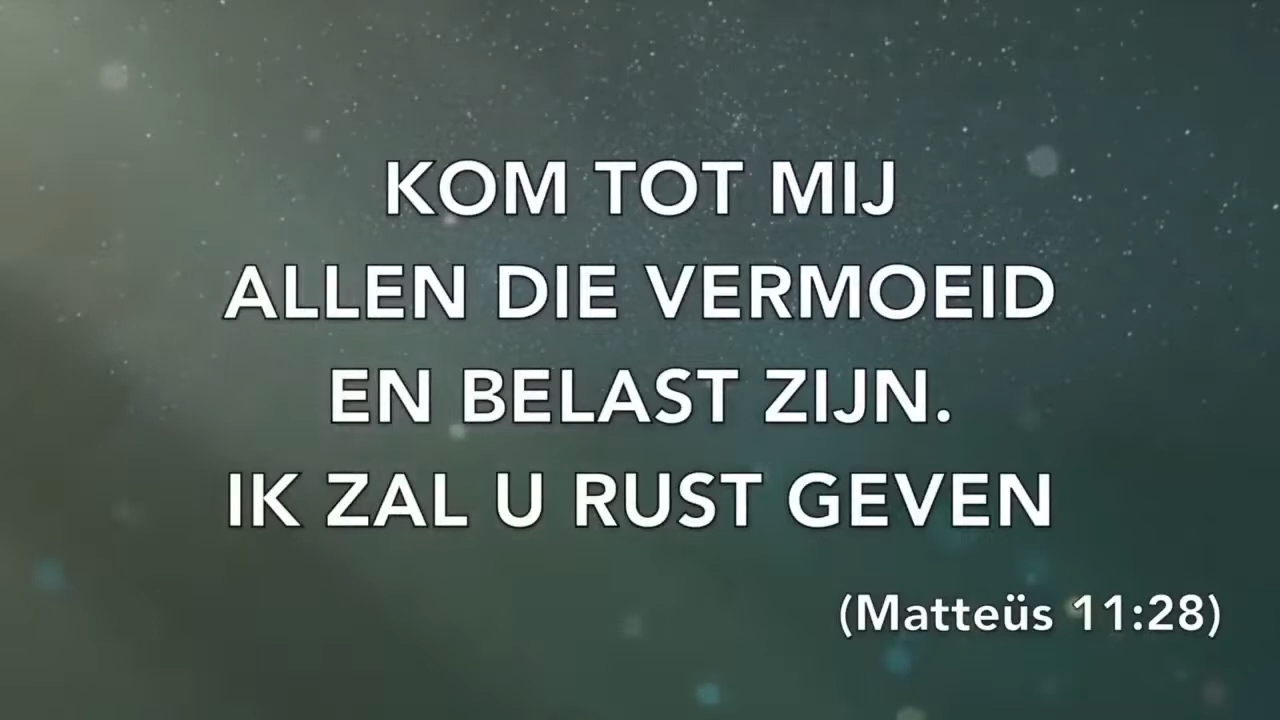 KOM TOT MIJ
ALLEN DIE VERMOEID
EN BELAST ZIJN.
IK ZAL U RUST GEVEN
(Matteüs 11:28)